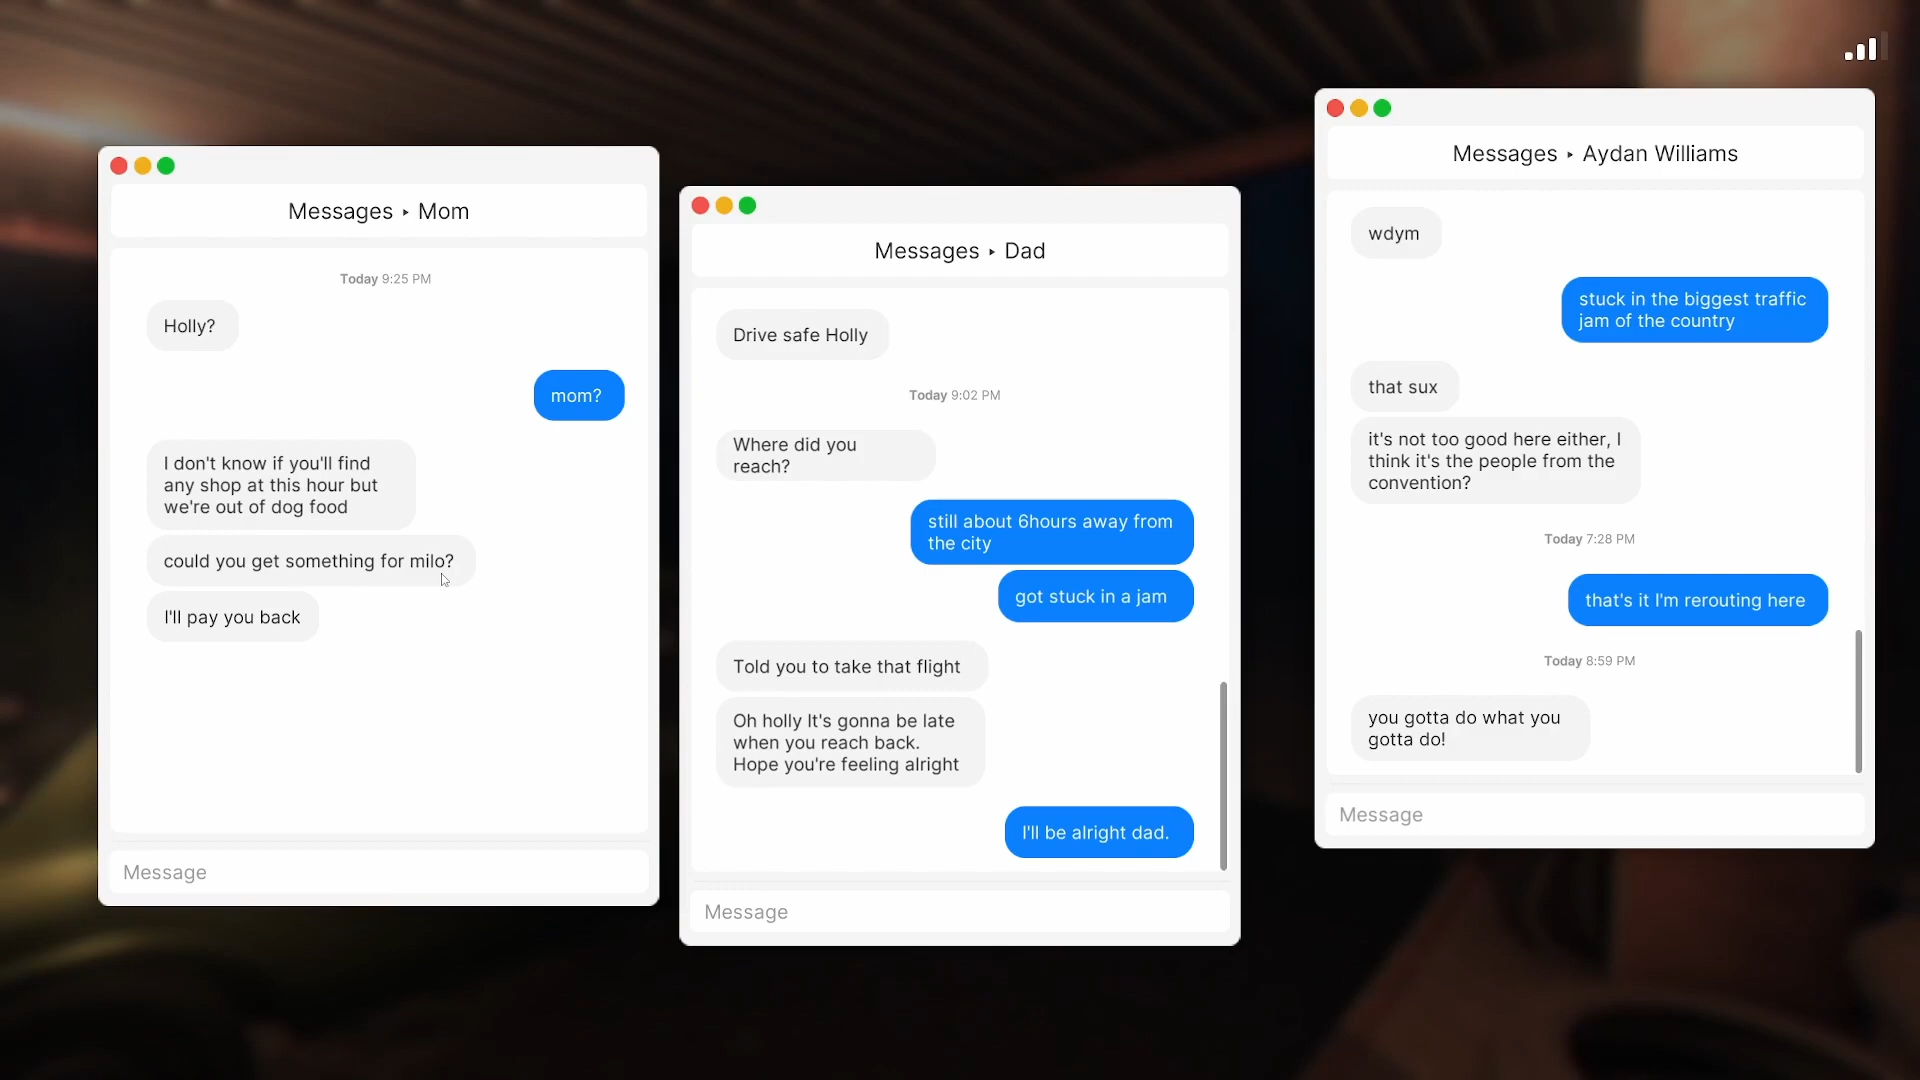 Messages ▸ Mom
Today 9:25 PM
Holly?
mom?
I don't know if you'll find
any shop at this hour but
we're out of dog food
could you get something for milo?
I'll pay you back
Message
Messages ▸ Dad
Drive safe Holly
Today 9:02 PM
Where did you
reach?
still about 6hours away from
the city
got stuck in a jam
Told you to take that flight
Oh holly It's gonna be late
when you reach back.
Hope you're feeling alright
I'll be alright dad.
Message
Messages ▸ Aydan Williams
wdym
stuck in the biggest traffic
jam of the country
that sux
it's not too good here either, I
think it's the people from the
convention?
Today 7:28 PM
that's it I'm rerouting here
Today 8:59 PM
you gotta do what you
gotta do!
Message